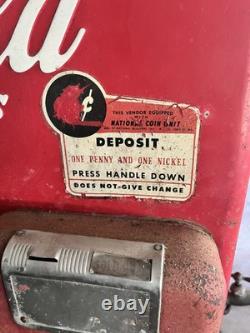 ¢
THIS VENDOR EQUIPPED
WITH
NATIONAL COIN UNIT
DEPOSIT
ONE PENNY AND ONE NICKEL
PRESS HANDLE DOWN
DOES NOT-GIVE CHANGE